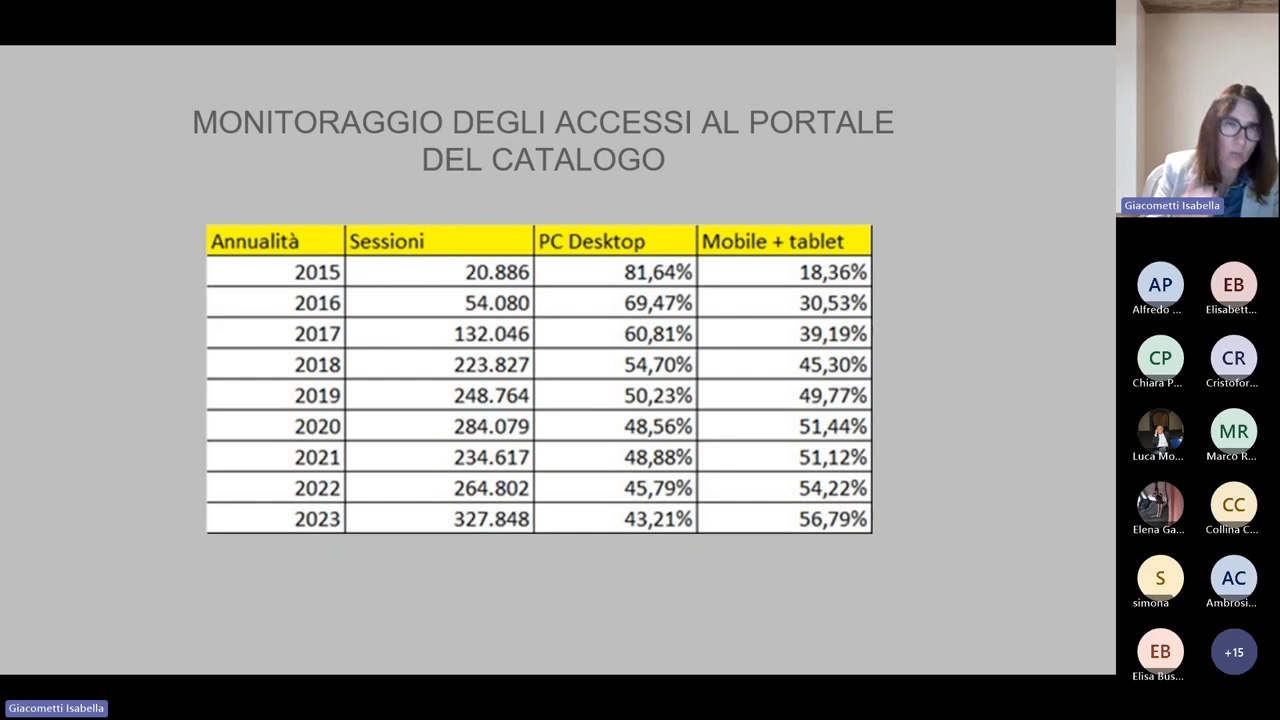 MONITORAGGIO DEGLI ACCESSI AL PORTALE
DEL CATALOGO
Annualità Sessioni PC Desktop Mobile + tablet
2015 20.886 81,64% 18,36%
2016 54.080 69,47% 30,53%
2017 132.046 60,81% 39,19%
2018 223.827 54,70% 45,30%
2019 248.764 50,23% 49,77%
2020 284.079 48,56% 51,44%
2021 234.617 48,88% 51,12%
2022 264.802 45,79% 54,22%
2023 327.848 43,21% 56,79%
Giacometti Isabella
AP EB
Alfredo ... Elisabett...
CP CR
Chiara P... Cristofor...
MR
Luca Mo... Marco R...
CC
Elena Ga... Collina C...
S AC
simona Ambrosi...
EB +15
Elisa Bus...
Giacometti Isabella